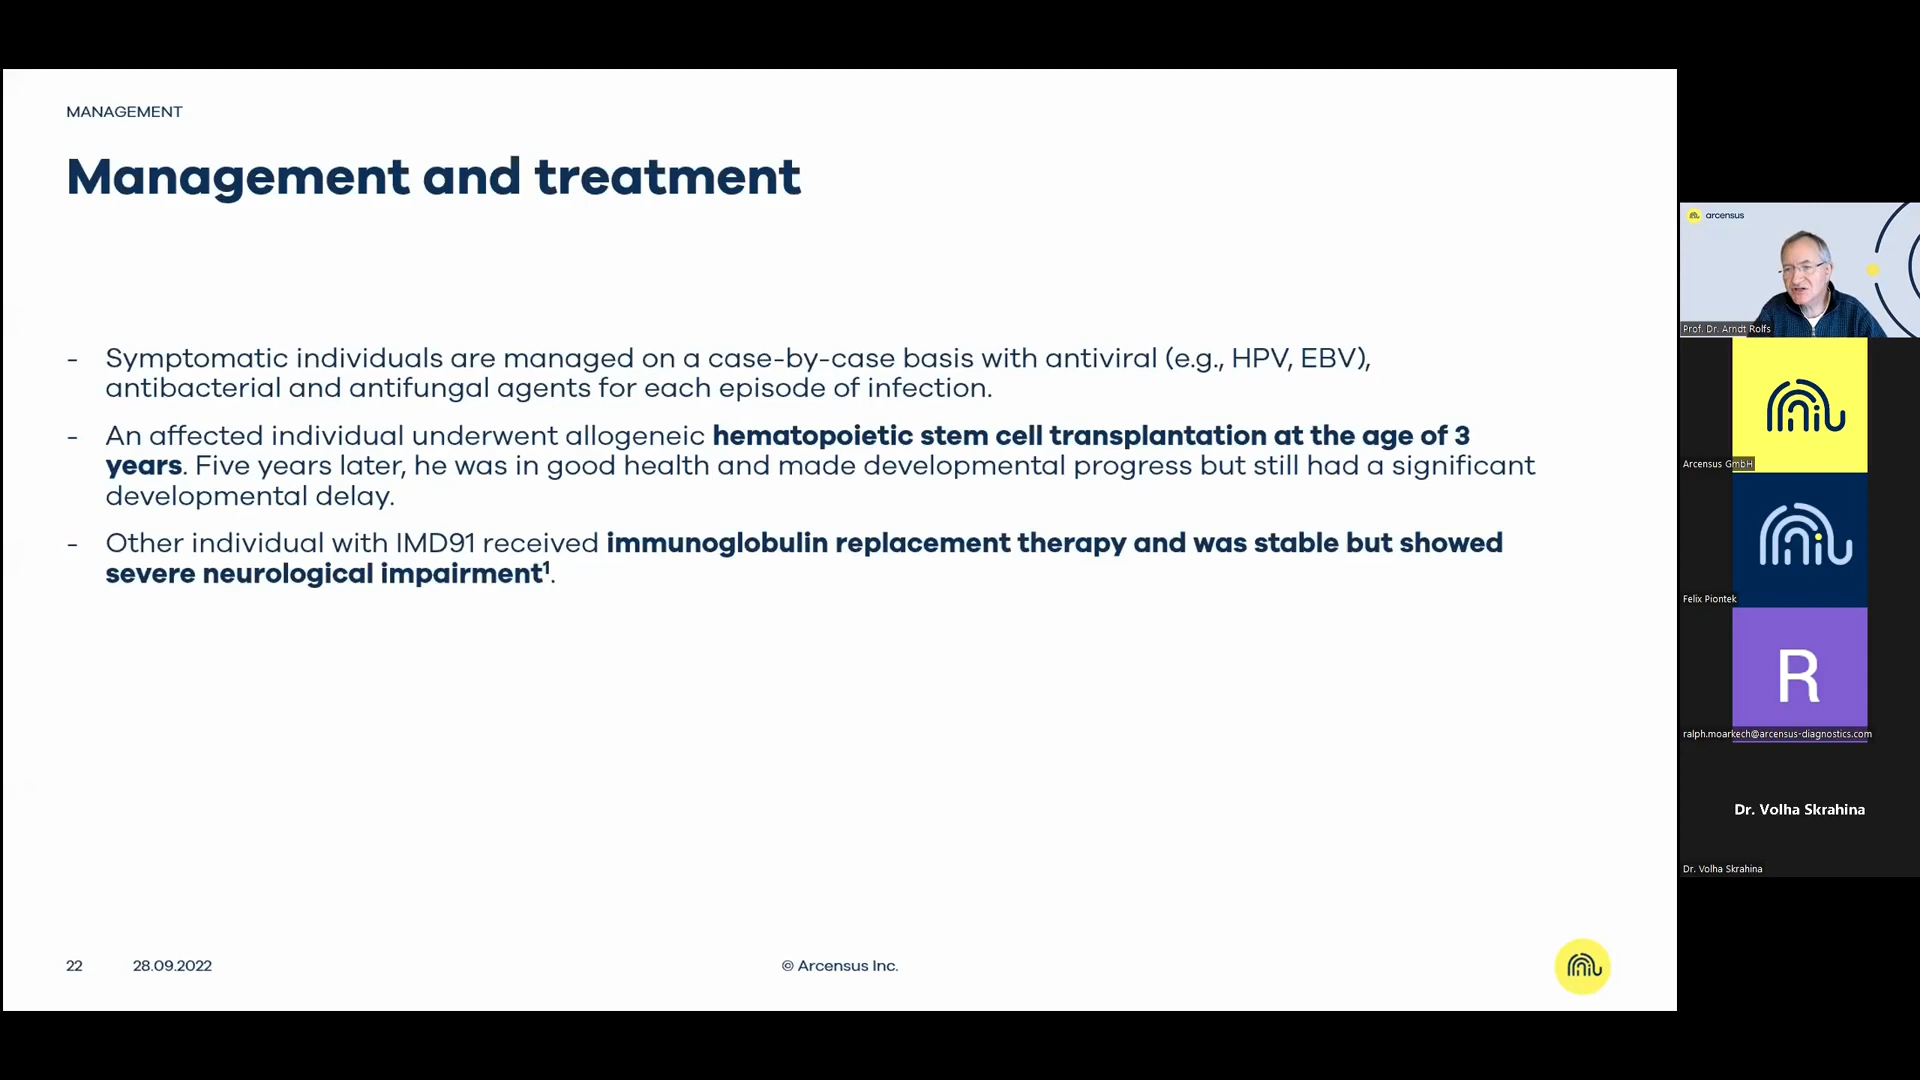 MANAGEMENT
Management and treatment
- Symptomatic individuals are managed on a case-by-case basis with antiviral (e.g., HPV, EBV),
antibacterial and antifungal agents for each episode of infection.
- An affected individual underwent allogeneic hematopoietic stem cell transplantation at the age of 3
years. Five years later, he was in good health and made developmental progress but still had a significant
developmental delay.
- Other individual with IMD91 received immunoglobulin replacement therapy and was stable but showed
severe neurological impairment¹.
22 28.09.2022 © Arcensus Inc.
arcensus
Prof. Dr. Arndt Rolfs
Arcensus GmbH
Felix Piontek
R
ralph.moarkech@arcensus-diagnostics.com
Dr. Volha Skrahina
Dr. Volha Skrahina